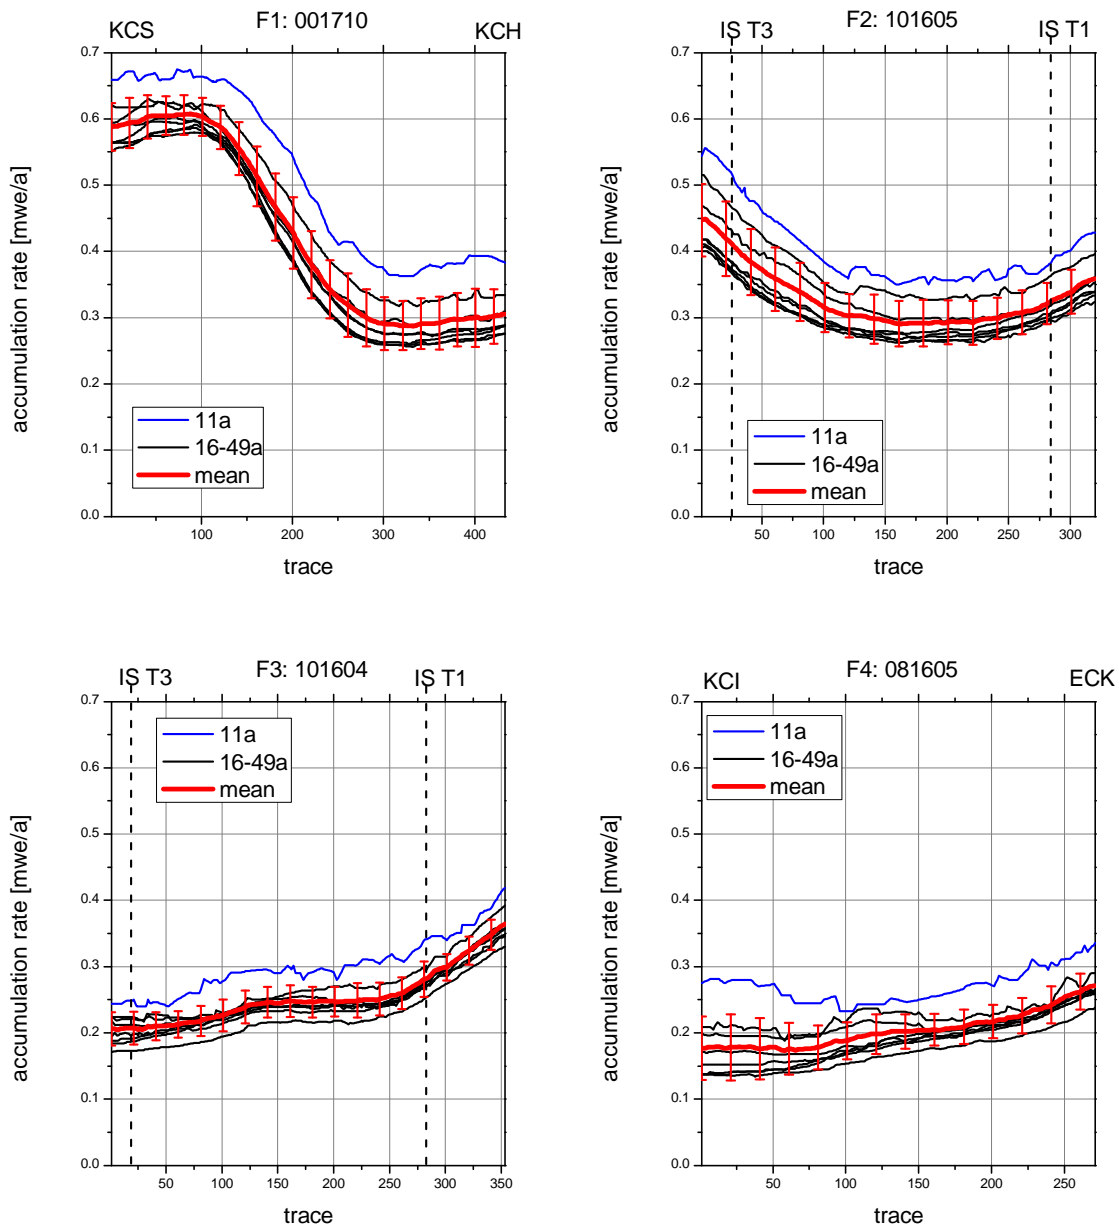 KCS F1: 001710 KCH
0.7
0.6
0.5
0.4
0.3
0.2
0.1
0.0
accumulation rate [mwe/a]
11a
16-49a
mean
100 200 300 400
trace
IS T3 F2: 101605 IS T1
0.7
0.6
0.5
0.4
0.3
0.2
0.1
0.0
accumulation rate [mwe/a]
11a
16-49a
mean
50 100 150 200 250 300
trace
IS T3 F3: 101604 IS T1
0.7
0.6
0.5
0.4
0.3
0.2
0.1
0.0
accumulation rate [mwe/a]
11a
16-49a
mean
50 100 150 200 250 300 350
trace
KCI F4: 081605 ECK
0.7
0.6
0.5
0.4
0.3
0.2
0.1
0.0
accumulation rate [mwe/a]
11a
16-49a
mean
50 100 150 200 250
trace